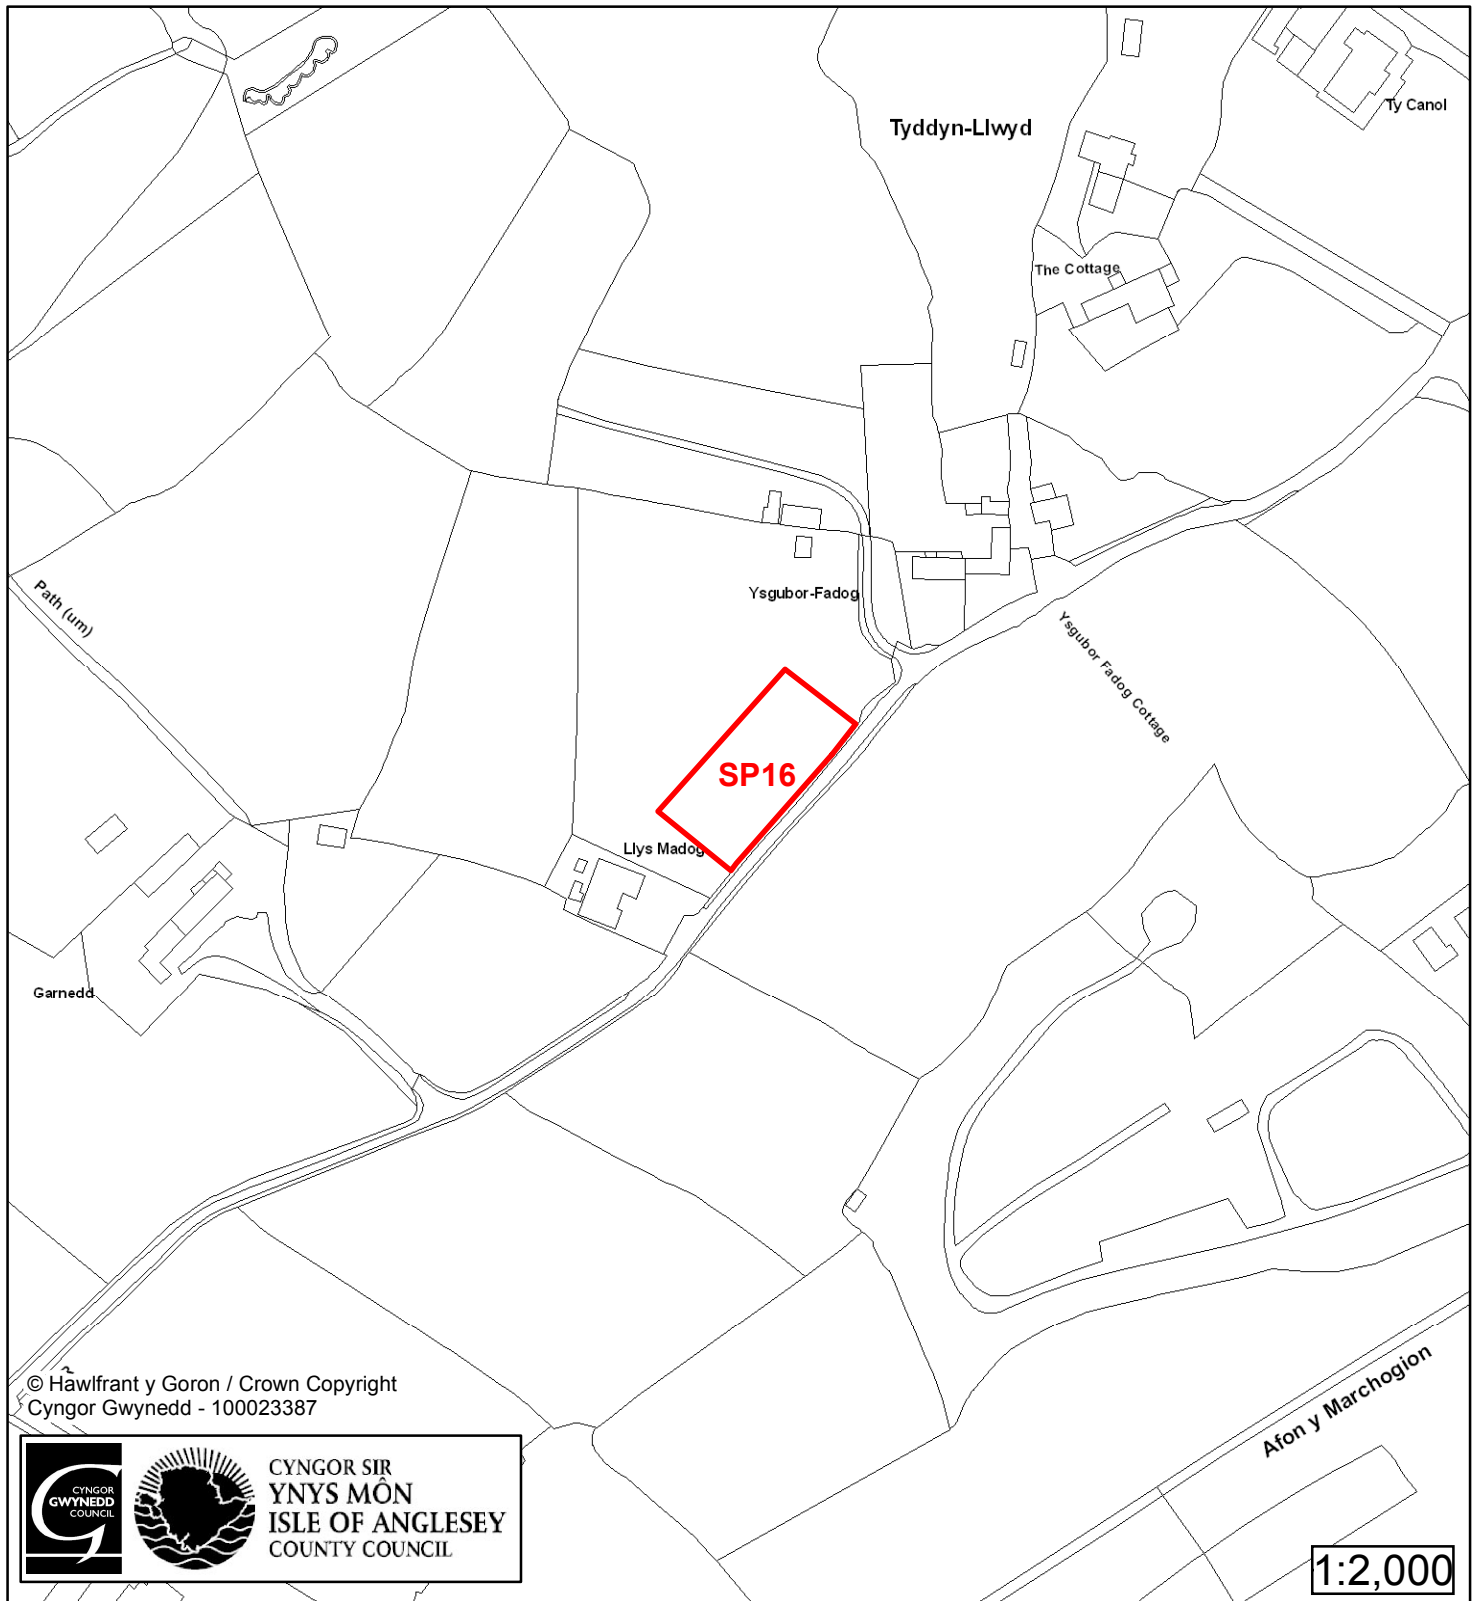 Ty Canol
Tyddyn-Llwyd
The Cottage
Path (um)
Ysgubor-Fadog
Ysgubor Fadog Cottage
SP16
Llys Madog
Garnedd
© Hawlfraint y Goron / Crown Copyright
Cyngor Gwynedd - 100023387
Afon y Marchogion
CYNGOR
GWYNEDD
COUNCIL
CYNGOR SIR
YNYS MÔN
ISLE OF ANGLESEY
COUNTY COUNCIL
1:2,000